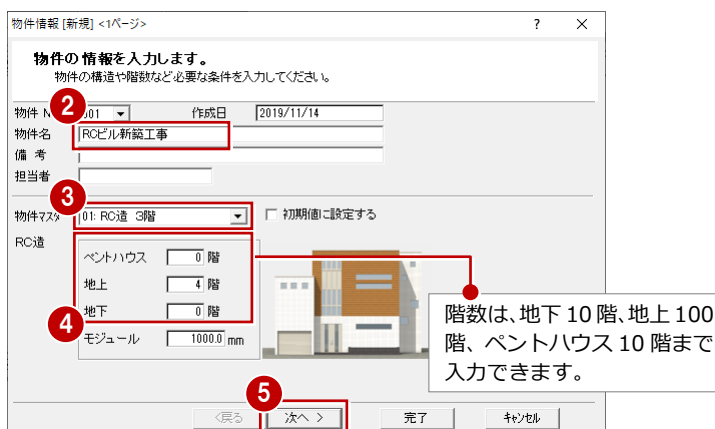 物件情報 [新規] <1ページ> ? ×
物件の情報を入力します。
物件の構造や階数など必要な条件を入力してください。
2
物件 N 001 作成日 2019/11/14
物件名 RCビル新築工事
備 考
担当者
3
物件マスタ 01: RC造 3階 初期値に設定する
RC造
ペントハウス 0 階
地上 4 階
地下 0 階
4
モジュール 1000.0 mm
階数は、地下 10 階、地上 100
階、ペントハウス 10 階まで
入力できます。
5
<戻る 次へ > 完了 キャンセル